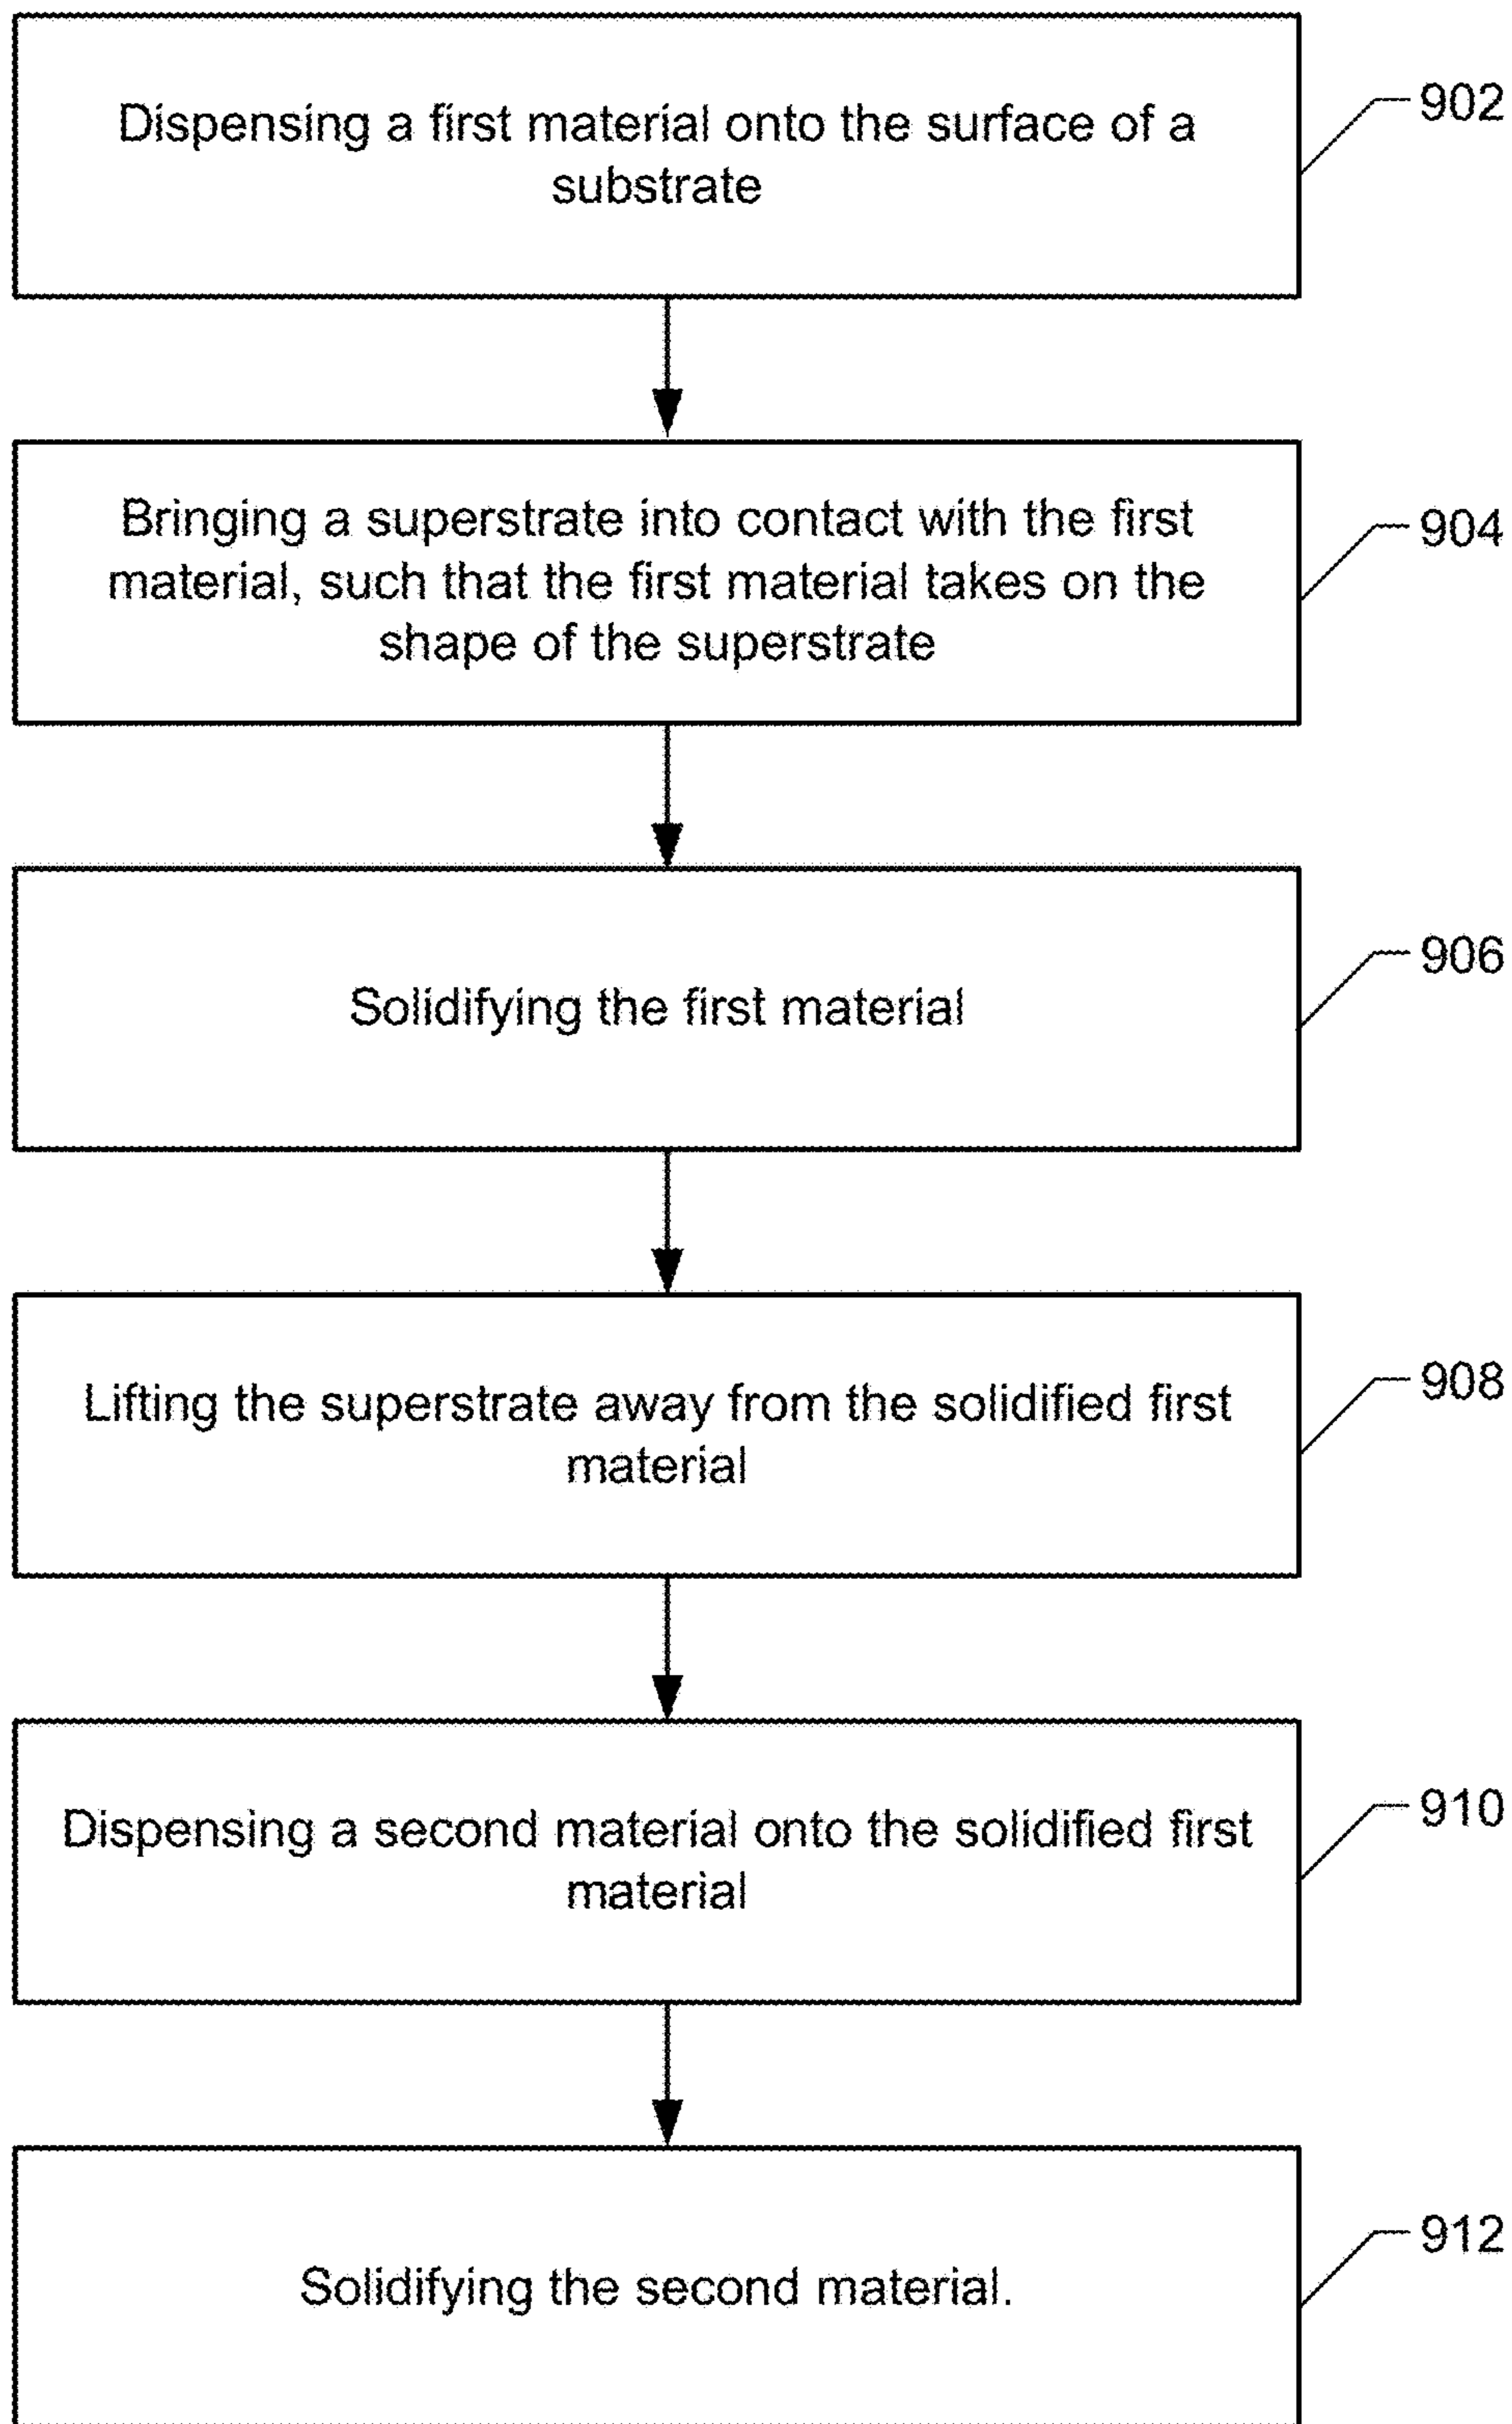 Dispensing a first material onto the surface of a
substrate
902
Bringing a superstrate into contact with the first
material, such that the first material takes on the
shape of the superstrate
904
Solidifying the first material
906
Lifting the superstrate away from the solidified first
material
908
Dispensing a second material onto the solidified first
material
910
Solidifying the second material.
912